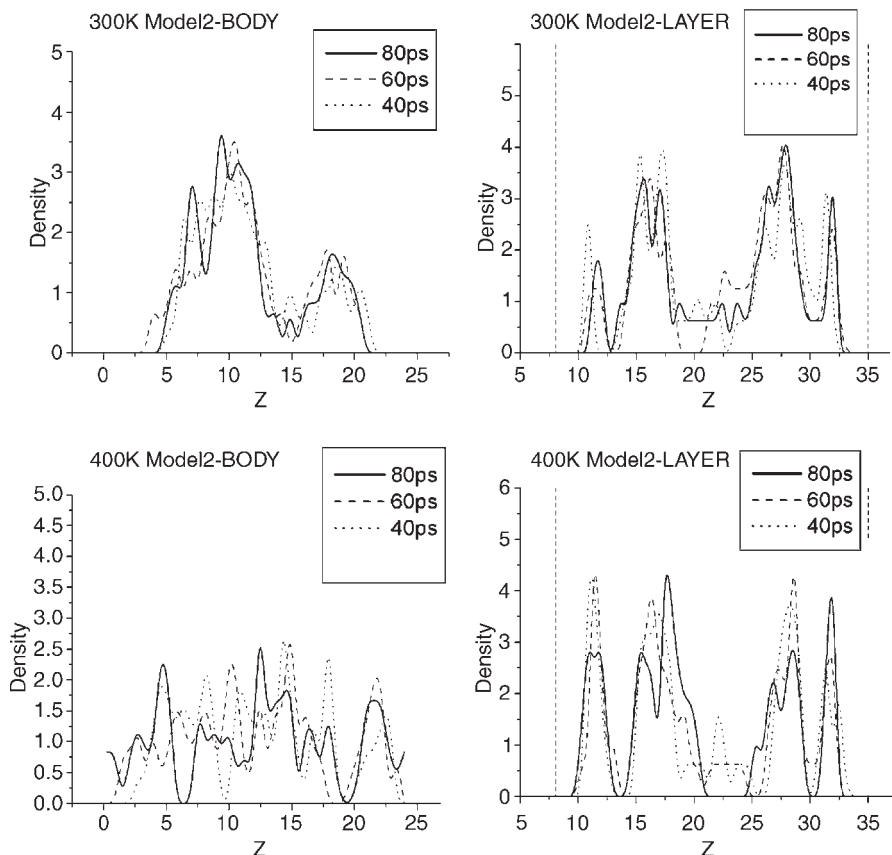 300K Model2-BODY
80ps
60ps
40ps
5
4
3
2
1
0
Density
0 5 10 15 20 25
Z
300K Model2-LAYER
80ps
60ps
40ps
6
5
4
3
2
1
0
Density
5 10 15 20 25 30 35
Z
400K Model2-BODY
80ps
60ps
40ps
5.0
4.5
4.0
3.5
3.0
2.5
2.0
1.5
1.0
0.5
0.0
Density
0 5 10 15 20 25
Z
400K Model2-LAYER
80ps
60ps
40ps
6
5
4
3
2
1
0
Density
5 10 15 20 25 30 35
Z